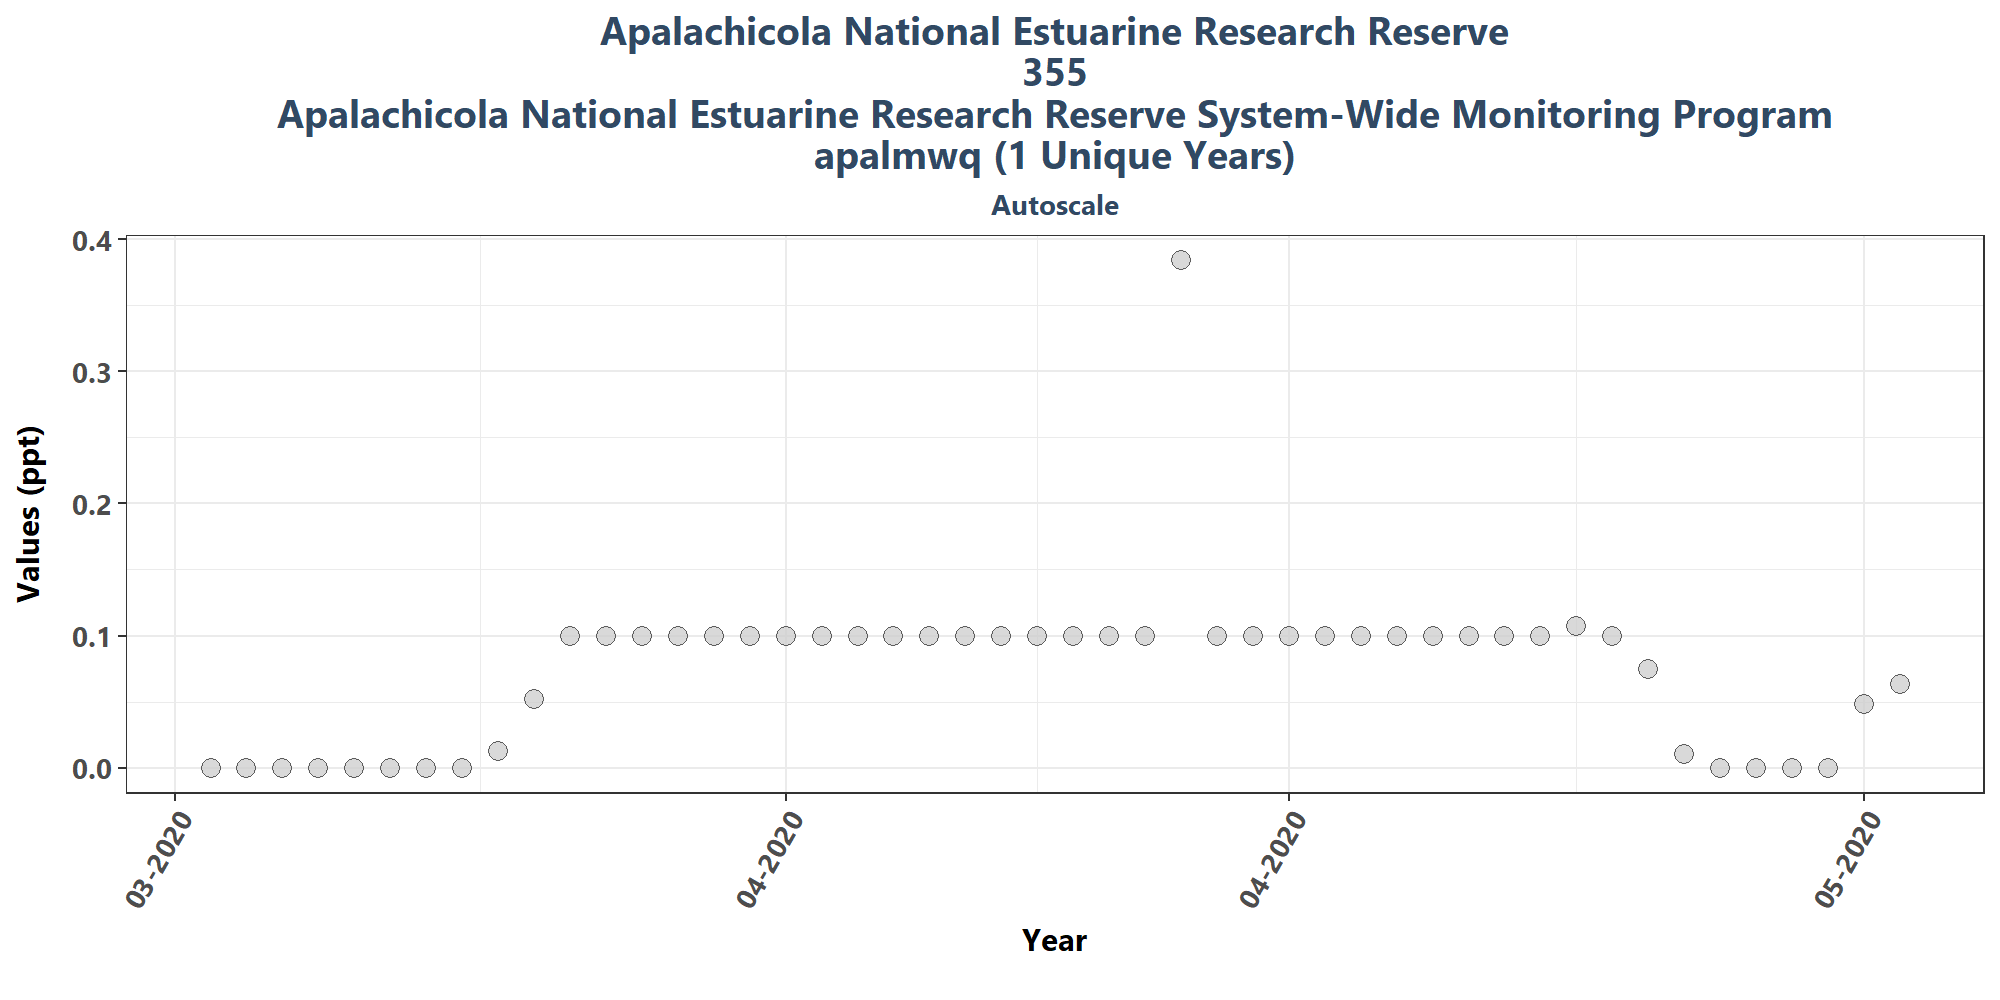 Apalachicola National Estuarine Research Reserve
355
Apalachicola National Estuarine Research Reserve System-Wide Monitoring Program
apalmwq (1 Unique Years)
Autoscale
0.4
0.3
0.2
0.1
0.0
Values (ppt)
03-2020
04-2020
04-2020
05-2020
Year